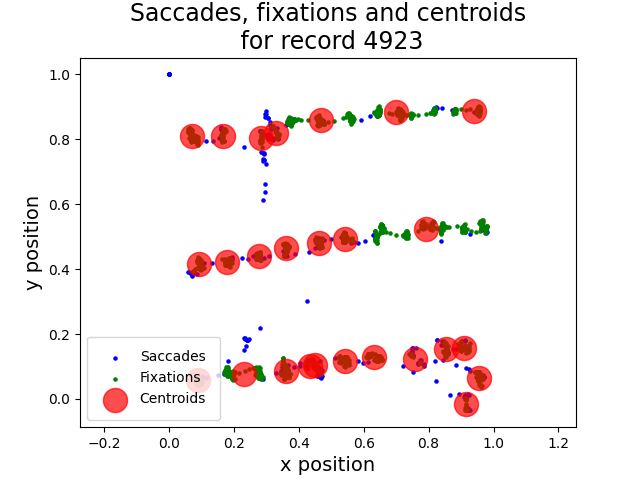 Saccades, fixations and centroids
for record 4923
1.0
0.8
0.6
0.4
0.2
0.0
y position
Saccades
Fixations
Centroids
−0.2 0.0 0.2 0.4 0.6 0.8 1.0 1.2
x position